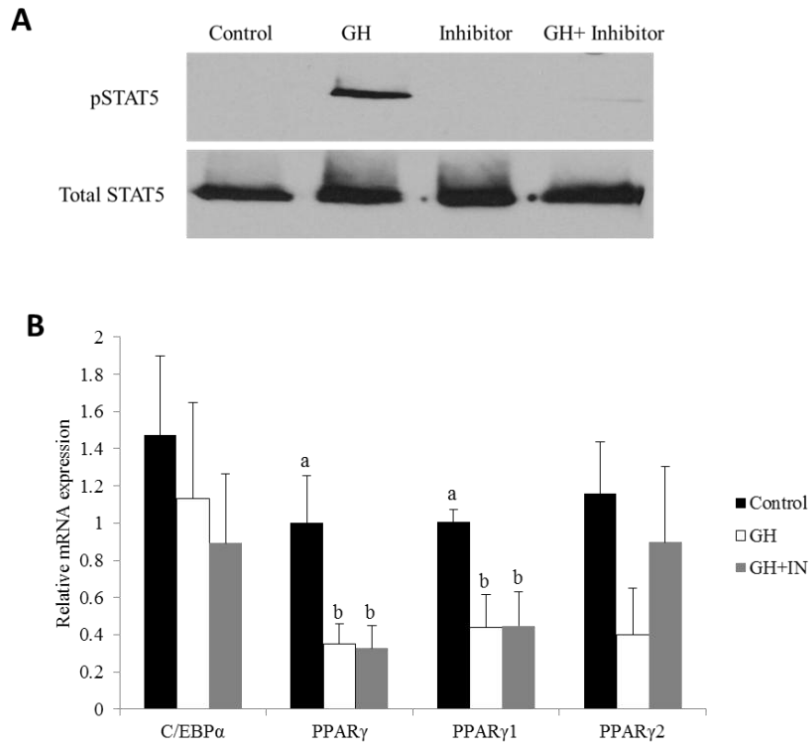 A
Control GH Inhibitor GH+ Inhibitor
pSTAT5
Total STAT5
B
Relative mRNA expression
2
1.8
1.6
1.4
1.2
1
0.8
0.6
0.4
0.2
0
a
b b
a
b b
C/EBPα PPARγ PPARγ1 PPARγ2
Control
GH
GH+IN